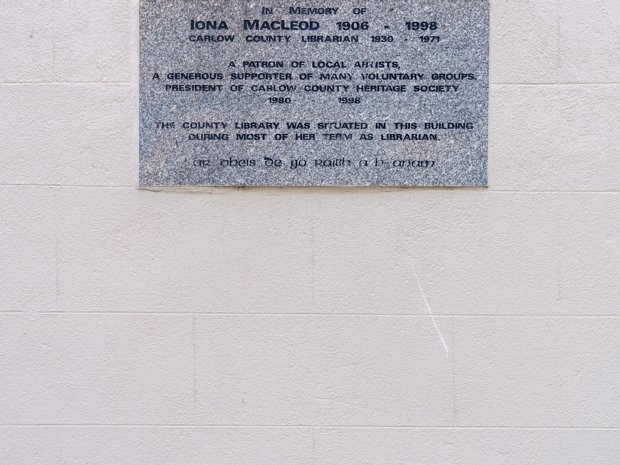 In Memory of
Iona MacLeod 1906 - 1998
Carlow County Librarian 1930 - 1971
A Patron of Local Artists,
A Generous Supporter of Many Voluntary Groups.
President of Carlow County Heritage Society
1980 1998
The County Library was situated in this building
during most of her term as Librarian.
ar dheis Dé go raibh a h-anam